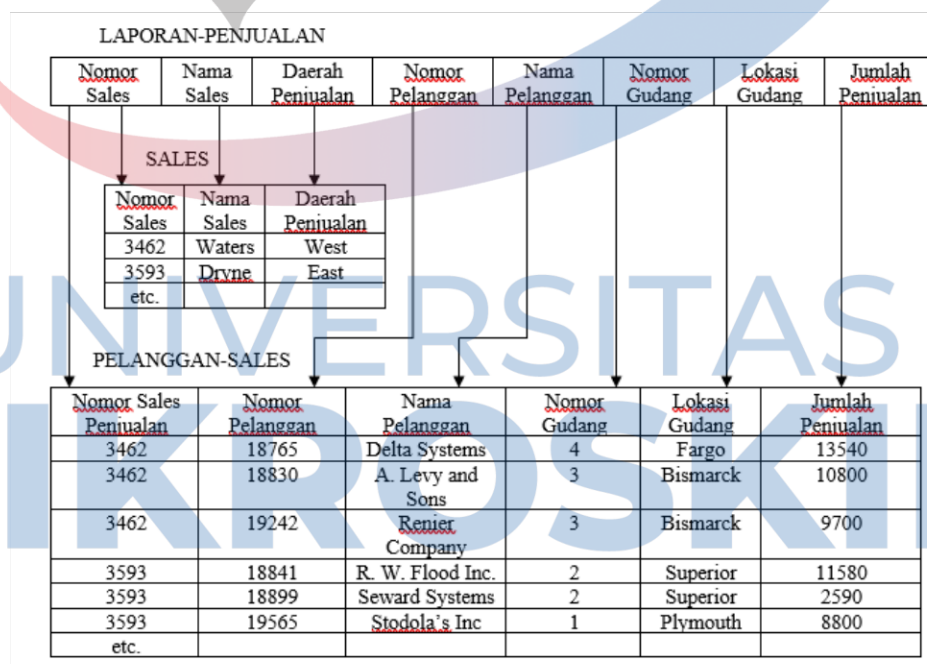 LAPORAN-PENJUALAN
Nomor Sales Nama Sales Daerah Penjualan Nomor Pelanggan Nama Pelanggan Nomor Gudang Lokasi Gudang Jumlah Penjualan
SALES
Nomor Sales Nama Sales Daerah Penjualan
3462 Waters West
3593 Dryne East
etc.
UNIVERSITAS
MIKROSKIL
PELANGGAN-SALES
Nomor Sales Penjualan Nomor Pelanggan Nama Pelanggan Nomor Gudang Lokasi Gudang Jumlah Penjualan
3462 18765 Delta Systems 4 Fargo 13540
3462 18830 A. Levy and Sons 3 Bismarck 10800
3462 19242 Renier Company 3 Bismarck 9700
3593 18841 R. W. Flood Inc. 2 Superior 11580
3593 18899 Seward Systems 2 Superior 2590
3593 19565 Stodola's Inc 1 Plymouth 8800
etc.